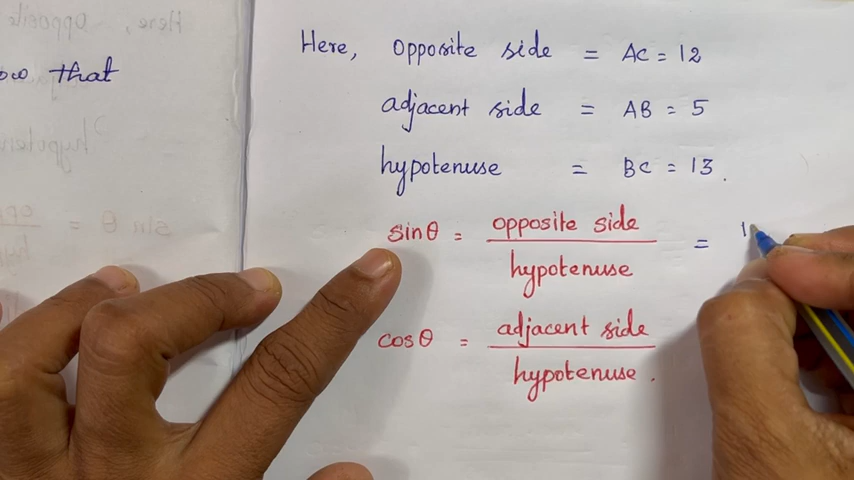 that
Here, opposite side = AC = 12
adjacent side = AB = 5
hypotenuse = BC = 13.
sinθ = opposite side / hypotenuse = 1
cosθ = adjacent side / hypotenuse.